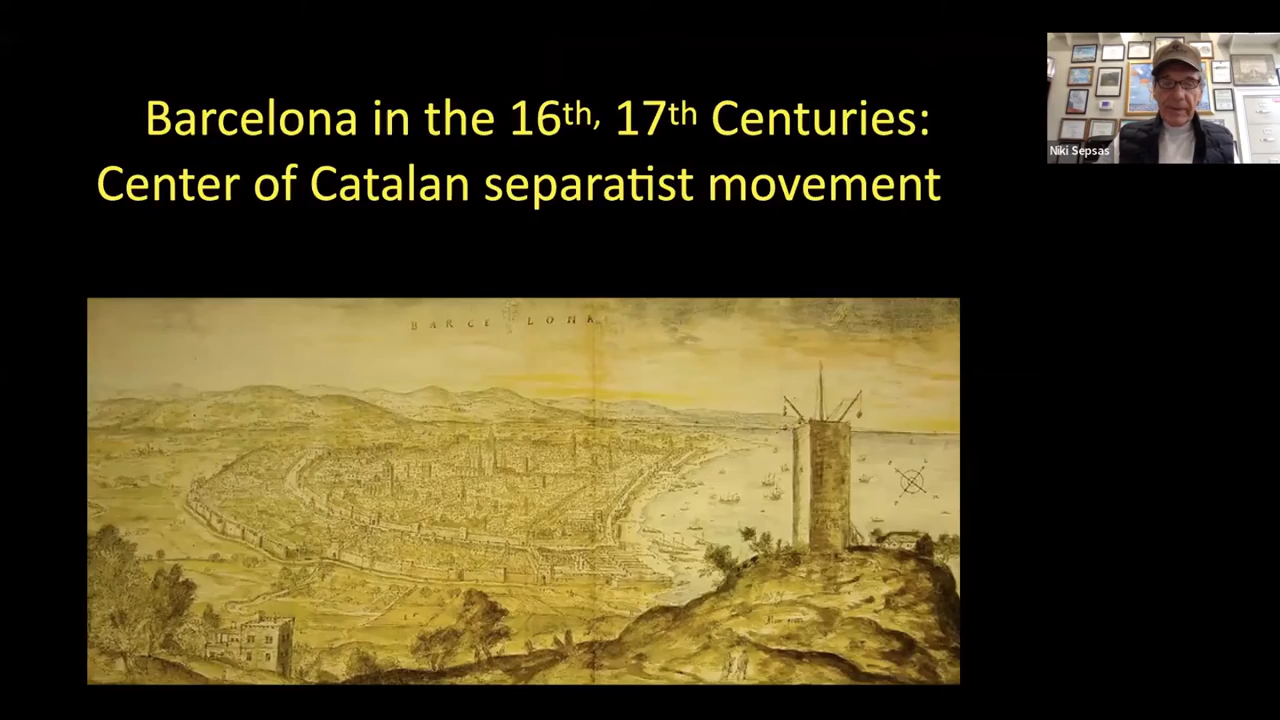 Barcelona in the 16th, 17th Centuries:
Center of Catalan separatist movement
Niki Sepsas
BARCELONA